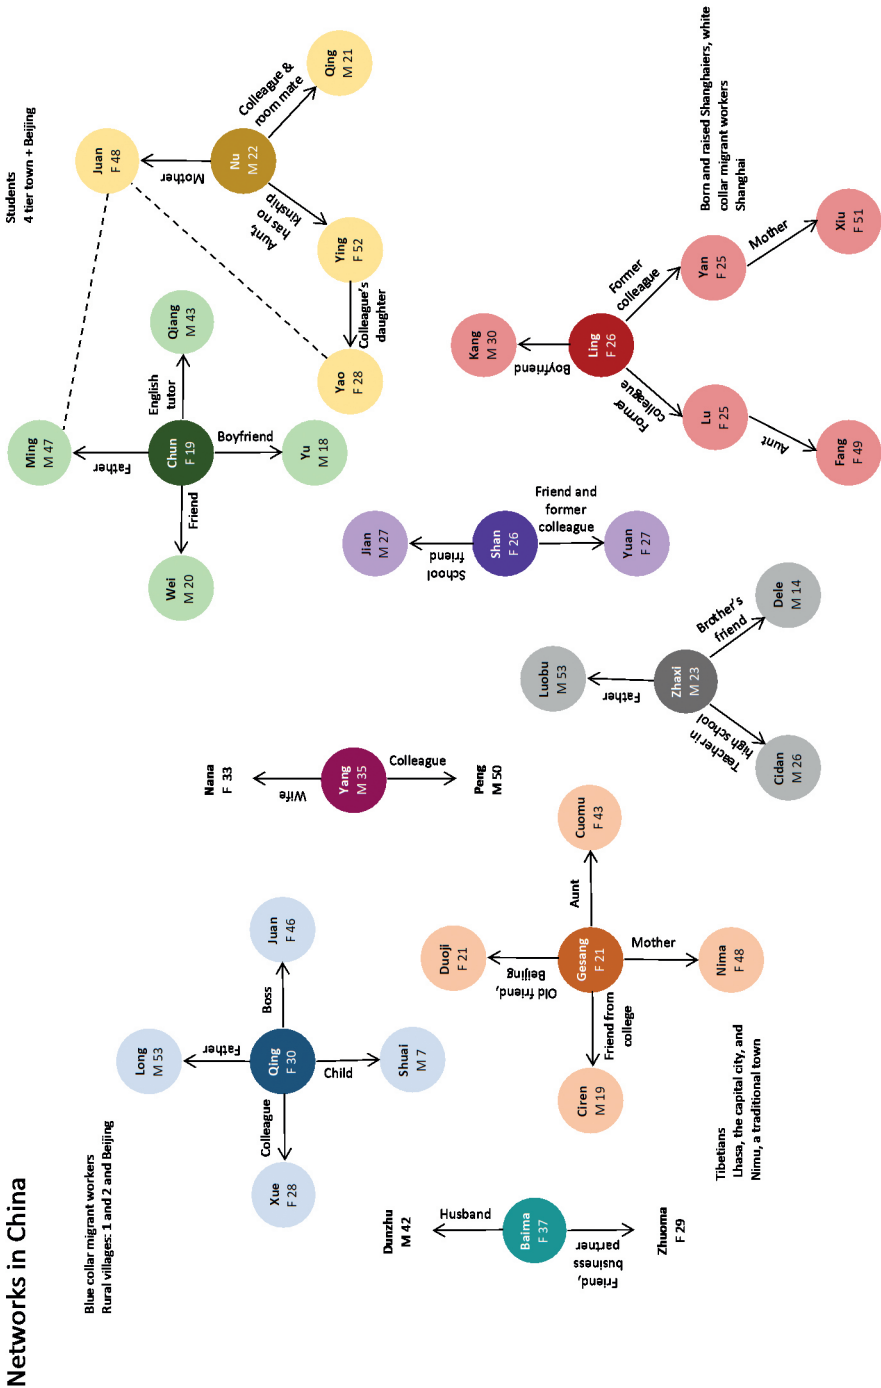 Networks in China
Blue collar migrant workers
Rural villages: 1 and 2 and Beijing
Long
M 53
Father
Xue
F 28
Colleague
Qing
F 30
Boss
Juan
F 46
Child
Shuai
M 7
Nana
F 33
Wife
Yang
M 35
Colleague
Peng
M 50
Students
4 tier town + Beijing
Ming
M 47
Father
Wei
M 20
Friend
Chun
F 19
English
tutor
Qiang
M 43
Boyfriend
Yu
M 18
Juan
F 48
Mother
Nu
M 22
Colleague &
room mate
Qing
M 21
Aunt,
has no
kinship
Ying
F 52
Colleague's
daughter
Yao
F 28
Jian
M 27
School
friend
Shan
F 26
Friend and
former
colleague
Yuan
F 27
Dunzhu
M 42
Husband
Baima
F 37
Friend,
business
partner
Zhuoma
F 29
Tibetians
Lhasa, the capital city, and
Nimu, a traditional town
Duoji
F 21
Old friend,
Beijing
Ciren
M 19
Friend from
college
Gesang
F 21
Aunt
Cuomu
F 43
Mother
Nima
F 48
Luobu
M 53
Father
Zhaxi
M 23
Teacher in
high school
Cidan
M 26
Brother's
friend
Dele
M 14
Kang
M 30
Boyfriend
Ling
F 26
Former
colleague
Lu
F 25
Aunt
Fang
F 49
Former
colleague
Yan
F 25
Mother
Xiu
F 51
Born and raised Shanghaiers, white
collar migrant workers
Shanghai